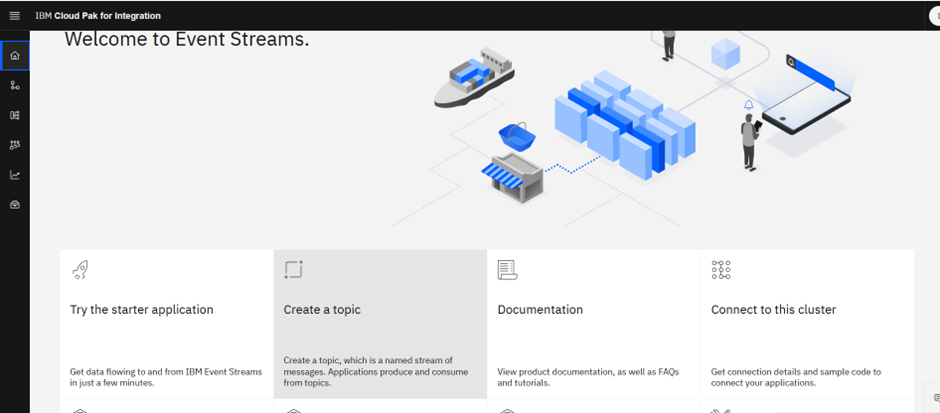 IBM Cloud Pak for Integration
Welcome to Event Streams.
Try the starter application
Get data flowing to and from IBM Event Streams
in just a few minutes.
Create a topic
Create a topic, which is a named stream of
messages. Applications produce and consume
from topics.
Documentation
View product documentation, as well as FAQs
and tutorials.
Connect to this cluster
Get connection details and sample code to
connect your applications.